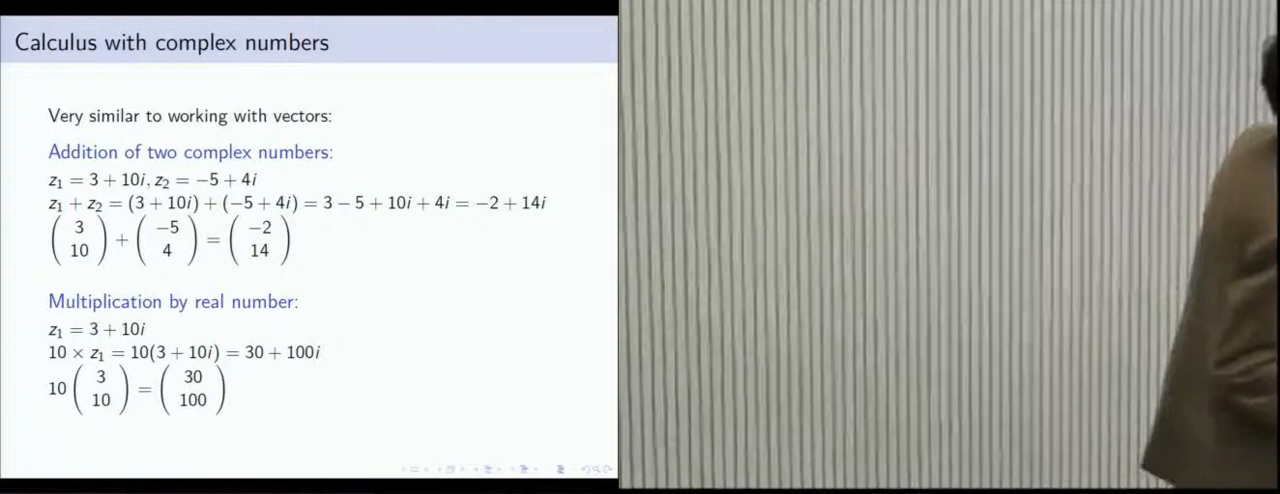 Calculus with complex numbers
Very similar to working with vectors:
Addition of two complex numbers:
z₁ = 3 + 10i, z₂ = −5 + 4i
z₁ + z₂ = (3 + 10i) + (−5 + 4i) = 3 − 5 + 10i + 4i = −2 + 14i
( 3 10 ) + ( −5 4 ) = ( −2 14 )
Multiplication by real number:
z₁ = 3 + 10i
10 × z₁ = 10(3 + 10i) = 30 + 100i
10 ( 3 10 ) = ( 30 100 )